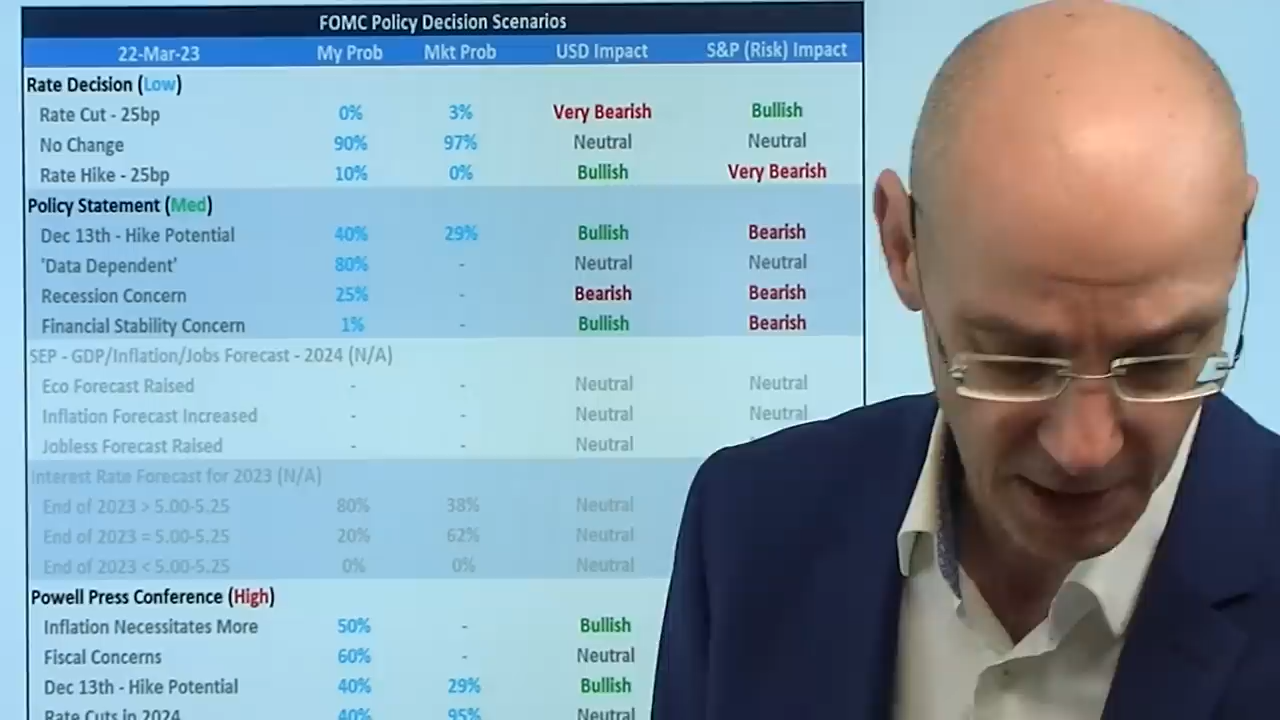 FOMC Policy Decision Scenarios
22-Mar-23 My Prob Mkt Prob USD Impact S&P (Risk) Impact
Rate Decision (Low)
Rate Cut - 25bp 0% 3% Very Bearish Bullish
No Change 90% 97% Neutral Neutral
Rate Hike - 25bp 10% 0% Bullish Very Bearish
Policy Statement (Med)
Dec 13th - Hike Potential 40% 29% Bullish Bearish
'Data Dependent' 80% - Neutral Neutral
Recession Concern 25% - Bearish Bearish
Financial Stability Concern 1% - Bullish Bearish
SEP - GDP/Inflation/Jobs Forecast - 2024 (N/A)
Eco Forecast Raised - - Neutral Neutral
Inflation Forecast Increased - - Neutral Neutral
Jobless Forecast Raised - - Neutral
Interest Rate Forecast for 2023 (N/A)
End of 2023 > 5.00-5.25 80% 38% Neutral
End of 2023 = 5.00-5.25 20% 62% Neutral
End of 2023 < 5.00-5.25 0% 0% Neutral
Powell Press Conference (High)
Inflation Necessitates More 50% - Bullish
Fiscal Concerns 60% - Neutral
Dec 13th - Hike Potential 40% 29% Bullish
Rate Cuts in 2024 40% 95% Neutral